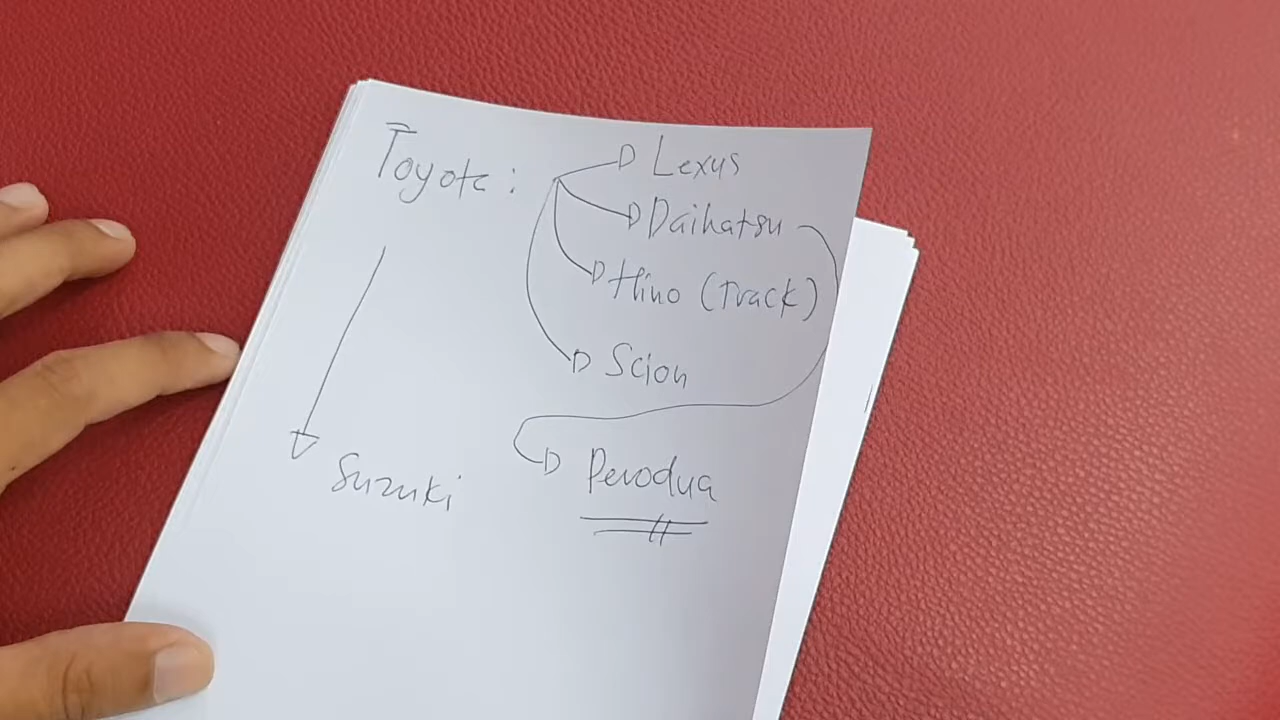 Toyota :
Lexus
Daihatsu
Hino (Track)
Scion
Perodua
Suzuki